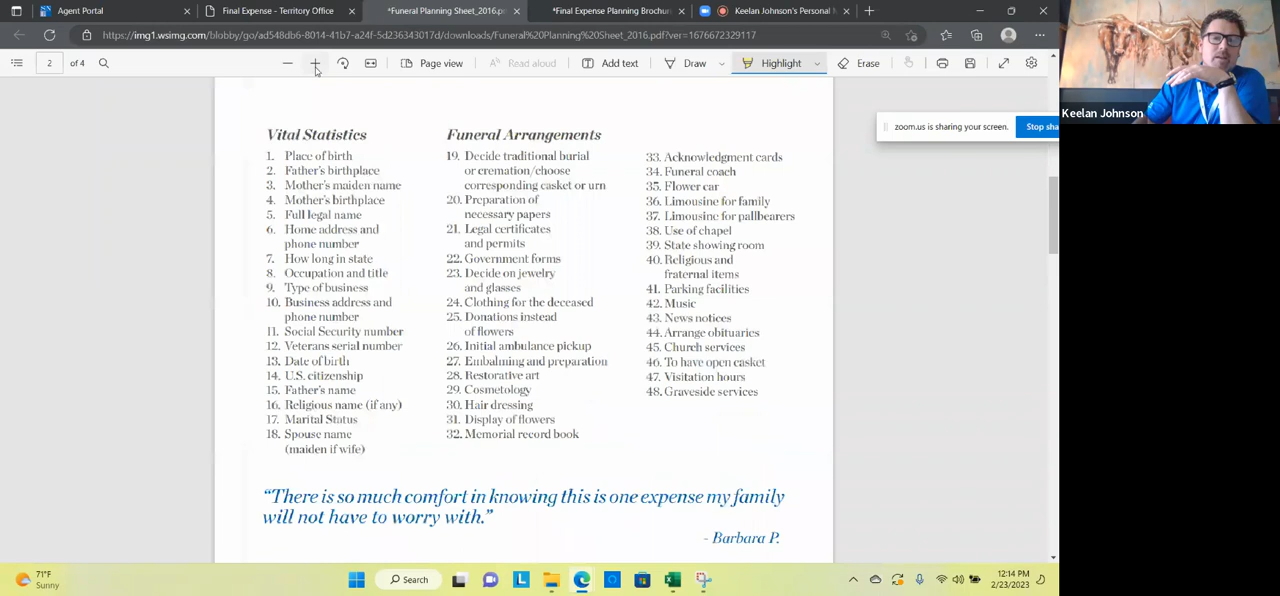 Agent Portal
Final Expense - Territory Office
*Funeral Planning Sheet_2016.p
*Final Expense Planning Brochur
Keelan Johnson's Personal M
https://img1.wsimg.com/blobby/go/ad548db6-8014-41b7-a24f-5d236343017d/downloads/Funeral%20Planning%20Sheet_2016.pdf?ver=1676672329117
2 of 4
Page view
Read aloud
Add text
Draw
Highlight
Erase
Keelan Johnson
zoom.us is sharing your screen.
Stop sha
Vital Statistics
1. Place of birth
2. Father's birthplace
3. Mother's maiden name
4. Mother's birthplace
5. Full legal name
6. Home address and
phone number
7. How long in state
8. Occupation and title
9. Type of business
10. Business address and
phone number
11. Social Security number
12. Veterans serial number
13. Date of birth
14. U.S. citizenship
15. Father's name
16. Religious name (if any)
17. Marital Status
18. Spouse name
(maiden if wife)
Funeral Arrangements
19. Decide traditional burial
or cremation/choose
corresponding casket or urn
20. Preparation of
necessary papers
21. Legal certificates
and permits
22. Government forms
23. Decide on jewelry
and glasses
24. Clothing for the deceased
25. Donations instead
of flowers
26. Initial ambulance pickup
27. Embalming and preparation
28. Restorative art
29. Cosmetology
30. Hair dressing
31. Display of flowers
32. Memorial record book
33. Acknowledgment cards
34. Funeral coach
35. Flower car
36. Limousine for family
37. Limousine for pallbearers
38. Use of chapel
39. State showing room
40. Religious and
fraternal items
41. Parking facilities
42. Music
43. News notices
44. Arrange obituaries
45. Church services
46. To have open casket
47. Visitation hours
48. Graveside services
"There is so much comfort in knowing this is one expense my family
will not have to worry with."
- Barbara P.
71°F
Sunny
Search
12:14 PM
2/23/2023